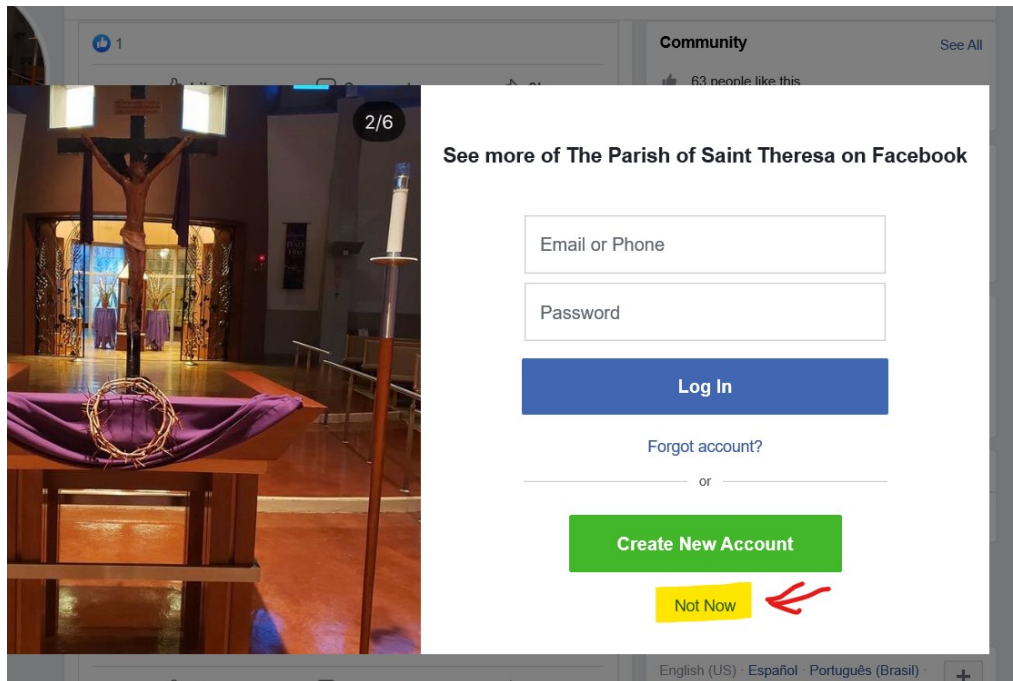 1
Community
See All
63 people like this
2/6
See more of The Parish of Saint Theresa on Facebook
Email or Phone
Password
Log In
Forgot account?
or
Create New Account
Not Now
English (US) · Español · Português (Brasil) ·